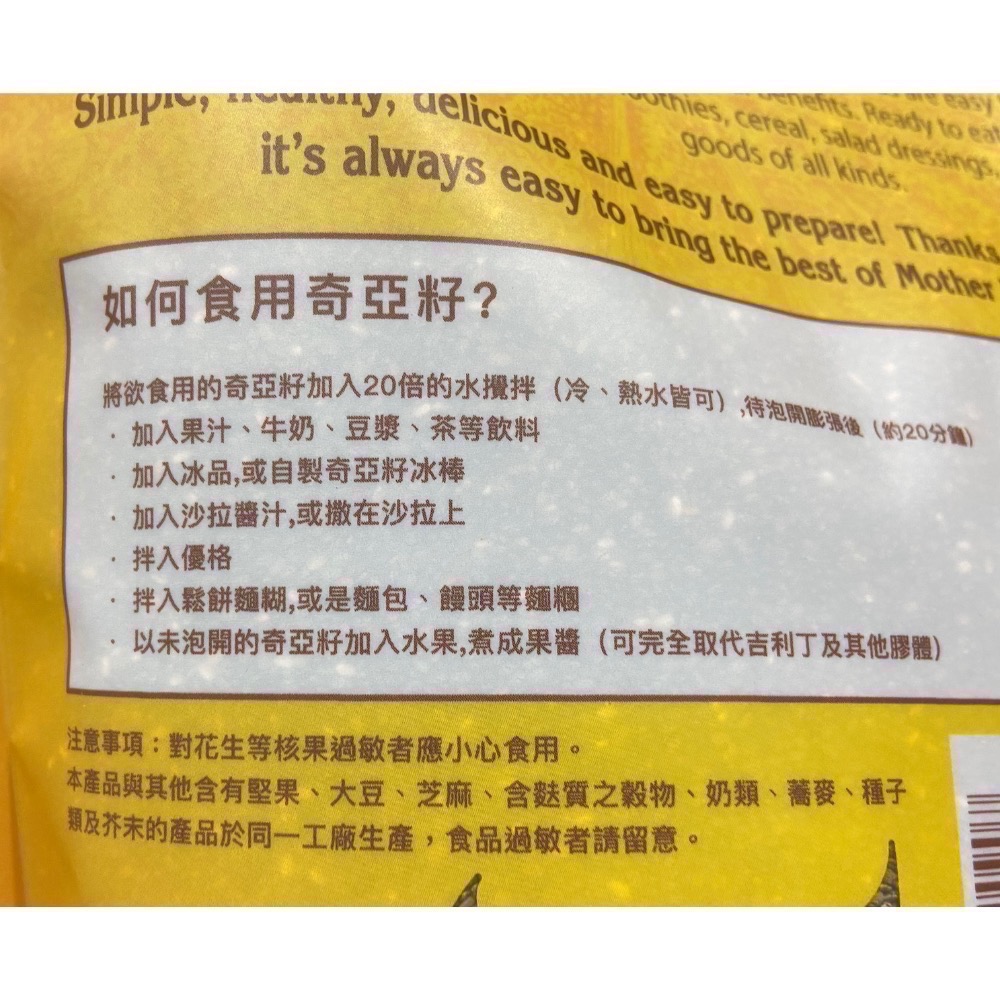 Simple, healthy, delicious and easy to prepare! Thanks
it's always easy to bring the best of Mother
are easy
benefits. Ready to eat
smoothies, cereal, salad dressings,
goods of all kinds.
如何食用奇亞籽?
將欲食用的奇亞籽加入20倍的水攪拌（冷、熱水皆可）,待泡開膨張後（約20分鐘）
· 加入果汁、牛奶、豆漿、茶等飲料
· 加入冰品,或自製奇亞籽冰棒
· 加入沙拉醬汁,或撒在沙拉上
· 拌入優格
· 拌入鬆餅麵糊,或是麵包、饅頭等麵糰
· 以未泡開的奇亞籽加入水果,煮成果醬（可完全取代吉利丁及其他膠體）
注意事項：對花生等核果過敏者應小心食用。
本產品與其他含有堅果、大豆、芝麻、含麩質之穀物、奶類、蕎麥、種子
類及芥末的產品於同一工廠生產，食品過敏者請留意。